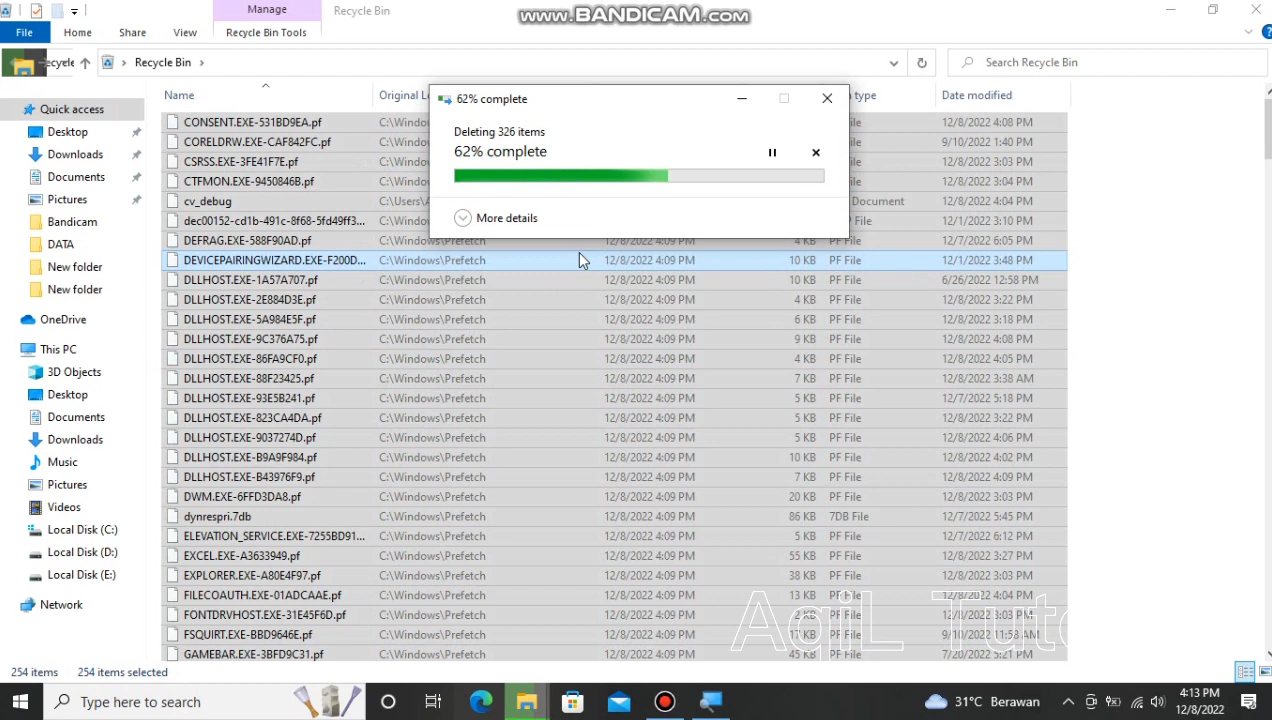 www.BANDICAM.com
Manage
Recycle Bin
File
Home
Share
View
Recycle Bin Tools
Recycle Bin
Search Recycle Bin
Name
Date modified
62% complete
Deleting 326 items
62% complete
More details
Quick access
Desktop
Downloads
Documents
Pictures
Bandicam
DATA
New folder
New folder
OneDrive
This PC
3D Objects
Desktop
Documents
Downloads
Music
Pictures
Videos
Local Disk (C:)
Local Disk (D:)
Local Disk (E:)
Network
CONSENT.EXE-531BD9EA.pf 12/8/2022 4:08 PM
CORELDRW.EXE-CAF842FC.pf 9/10/2022 1:40 PM
CSRSS.EXE-3FE41F7E.pf 12/8/2022 3:03 PM
CTFMON.EXE-9450846B.pf 12/8/2022 3:04 PM
cv_debug Document 12/8/2022 4:04 PM
dec00152-cd1b-491c-8f68-5fd49ff3... File 12/1/2022 3:10 PM
DEFRAG.EXE-588F90AD.pf C:\Windows\Prefetch 12/8/2022 4:09 PM 4 KB PF File 12/7/2022 6:05 PM
DEVICEPAIRINGWIZARD.EXE-F200D... C:\Windows\Prefetch 12/8/2022 4:09 PM 10 KB PF File 12/1/2022 3:48 PM
DLLHOST.EXE-1A57A707.pf C:\Windows\Prefetch 12/8/2022 4:09 PM 10 KB PF File 6/26/2022 12:58 PM
DLLHOST.EXE-2E884D3E.pf C:\Windows\Prefetch 12/8/2022 4:09 PM 4 KB PF File 12/8/2022 3:22 PM
DLLHOST.EXE-5A984E5F.pf C:\Windows\Prefetch 12/8/2022 4:09 PM 6 KB PF File 12/8/2022 3:18 PM
DLLHOST.EXE-9C376A75.pf C:\Windows\Prefetch 12/8/2022 4:09 PM 9 KB PF File 12/8/2022 4:08 PM
DLLHOST.EXE-86FA9CF0.pf C:\Windows\Prefetch 12/8/2022 4:09 PM 4 KB PF File 12/8/2022 4:05 PM
DLLHOST.EXE-88F23425.pf C:\Windows\Prefetch 12/8/2022 4:09 PM 7 KB PF File 12/8/2022 3:38 AM
DLLHOST.EXE-93E5B241.pf C:\Windows\Prefetch 12/8/2022 4:09 PM 5 KB PF File 12/7/2022 5:18 PM
DLLHOST.EXE-823CA4DA.pf C:\Windows\Prefetch 12/8/2022 4:09 PM 5 KB PF File 12/8/2022 3:22 PM
DLLHOST.EXE-9037274D.pf C:\Windows\Prefetch 12/8/2022 4:09 PM 5 KB PF File 12/8/2022 4:06 PM
DLLHOST.EXE-B9A9F984.pf C:\Windows\Prefetch 12/8/2022 4:09 PM 10 KB PF File 12/8/2022 4:02 PM
DLLHOST.EXE-B43976F9.pf C:\Windows\Prefetch 12/8/2022 4:09 PM 7 KB PF File 12/8/2022 3:03 PM
DWM.EXE-6FFD3DA8.pf C:\Windows\Prefetch 12/8/2022 4:09 PM 20 KB PF File 12/8/2022 3:03 PM
dynrespri.7db C:\Windows\Prefetch 12/8/2022 4:09 PM 86 KB 7DB File 12/7/2022 5:45 PM
ELEVATION_SERVICE.EXE-7255BD91... C:\Windows\Prefetch 12/8/2022 4:09 PM 5 KB PF File 12/7/2022 6:12 PM
EXCEL.EXE-A3633949.pf C:\Windows\Prefetch 12/8/2022 4:09 PM 55 KB PF File 12/8/2022 3:27 PM
EXPLORER.EXE-A80E4F97.pf C:\Windows\Prefetch 12/8/2022 4:09 PM 38 KB PF File 12/8/2022 3:03 PM
FILECOAUTH.EXE-01ADCAAE.pf C:\Windows\Prefetch 12/8/2022 4:09 PM 13 KB PF File 12/8/2022 4:04 PM
FONTDRVHOST.EXE-31E45F6D.pf C:\Windows\Prefetch 12/8/2022 4:09 PM 2 KB PF File 12/8/2022 3:03 PM
FSQUIRT.EXE-BBD9646E.pf C:\Windows\Prefetch 12/8/2022 4:09 PM 17 KB PF File 9/10/2022 11:53 AM
GAMEBAR.EXE-3BFD9C31.pf C:\Windows\Prefetch 12/8/2022 4:09 PM 45 KB PF File 7/20/2022 5:21 PM
AqiL Tuto
254 items 254 items selected
Type here to search
31°C Berawan
4:13 PM
12/8/2022